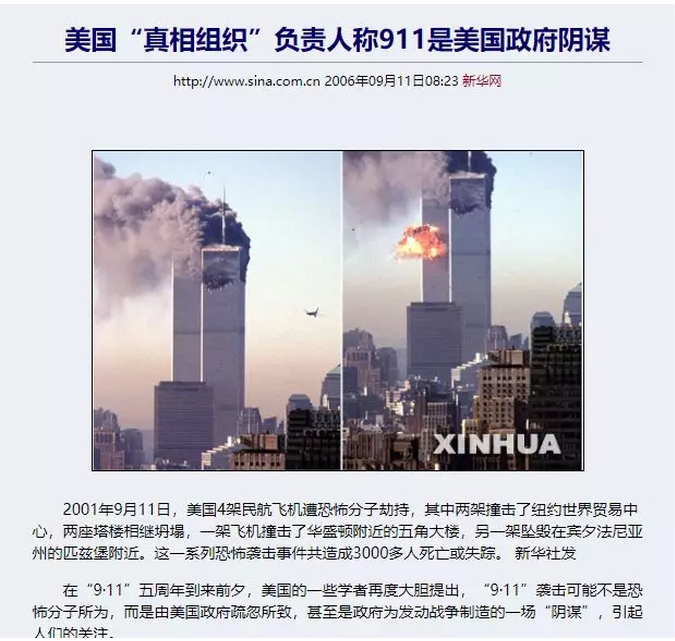 美国“真相组织”负责人称911是美国政府阴谋
http://www.sina.com.cn 2006年09月11日08:23 新华网
XINHUA
2001年9月11日，美国4架民航飞机遭恐怖分子劫持，其中两架撞击了纽约世界贸易中
心，两座塔楼相继坍塌，一架飞机撞击了华盛顿附近的五角大楼，另一架坠毁在宾夕法尼亚
州的匹兹堡附近。这一系列恐怖袭击事件共造成3000多人死亡或失踪。 新华社发
在“9·11”五周年到来前夕，美国的一些学者再度大胆提出，“9·11”袭击可能不是恐
怖分子所为，而是由美国政府疏忽所致，甚至是政府为发动战争制造的一场“阴谋”，引起
人们的关注。